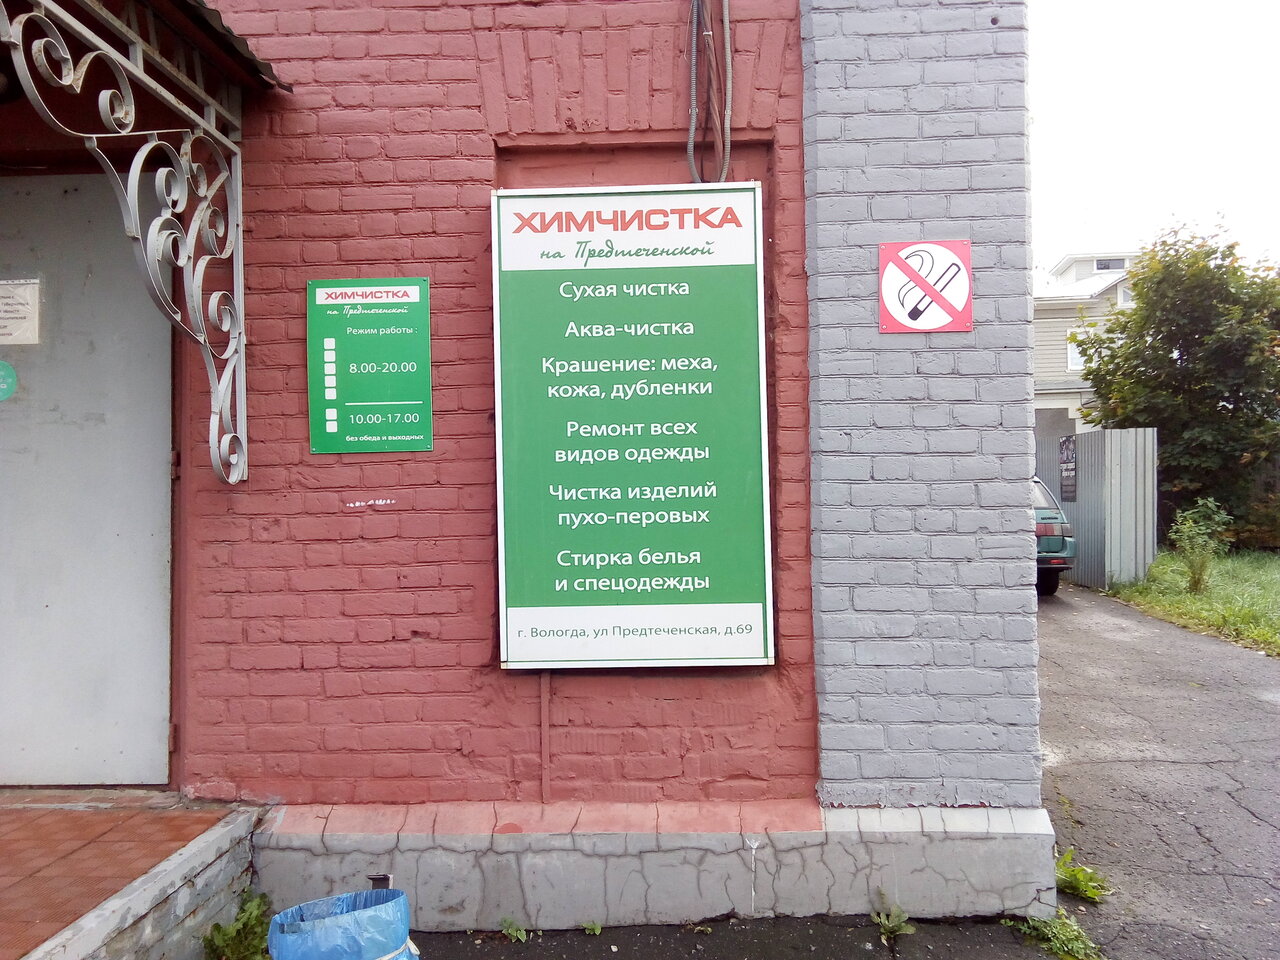 ХИМЧИСТКА
на Предтеченской
Режим работы :
8.00-20.00
10.00-17.00
без обеда и выходных
ХИМЧИСТКА
на Предтеченской
Сухая чистка
Аква-чистка
Крашение: меха,
кожа, дубленки
Ремонт всех
видов одежды
Чистка изделий
пухо-перовых
Стирка белья
и спецодежды
г. Вологда, ул Предтеченская, д.69